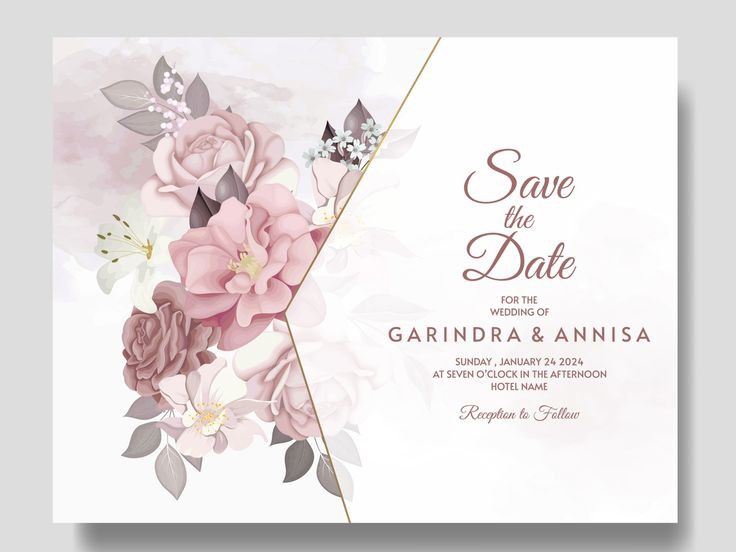 Save
the
Date
FOR THE
WEDDING OF
GARINDRA & ANNISA
SUNDAY , JANUARY 24 2024
AT SEVEN O'CLOCK IN THE AFTERNOON
HOTEL NAME
Reception to Follow